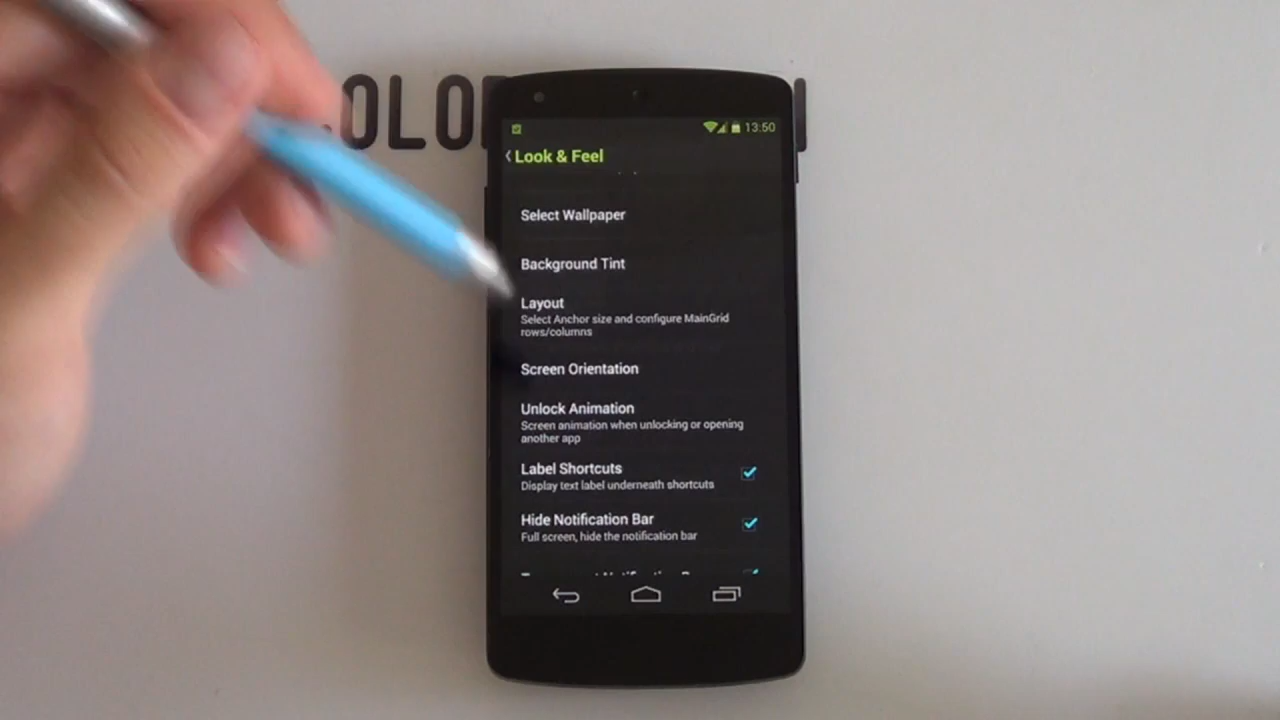 OLO
13:50
Look & Feel
Select Wallpaper
Background Tint
Layout
Select Anchor size and configure MainGrid
rows/columns
Screen Orientation
Unlock Animation
Screen animation when unlocking or opening
another app
Label Shortcuts
Display text label underneath shortcuts
Hide Notification Bar
Full screen, hide the notification bar